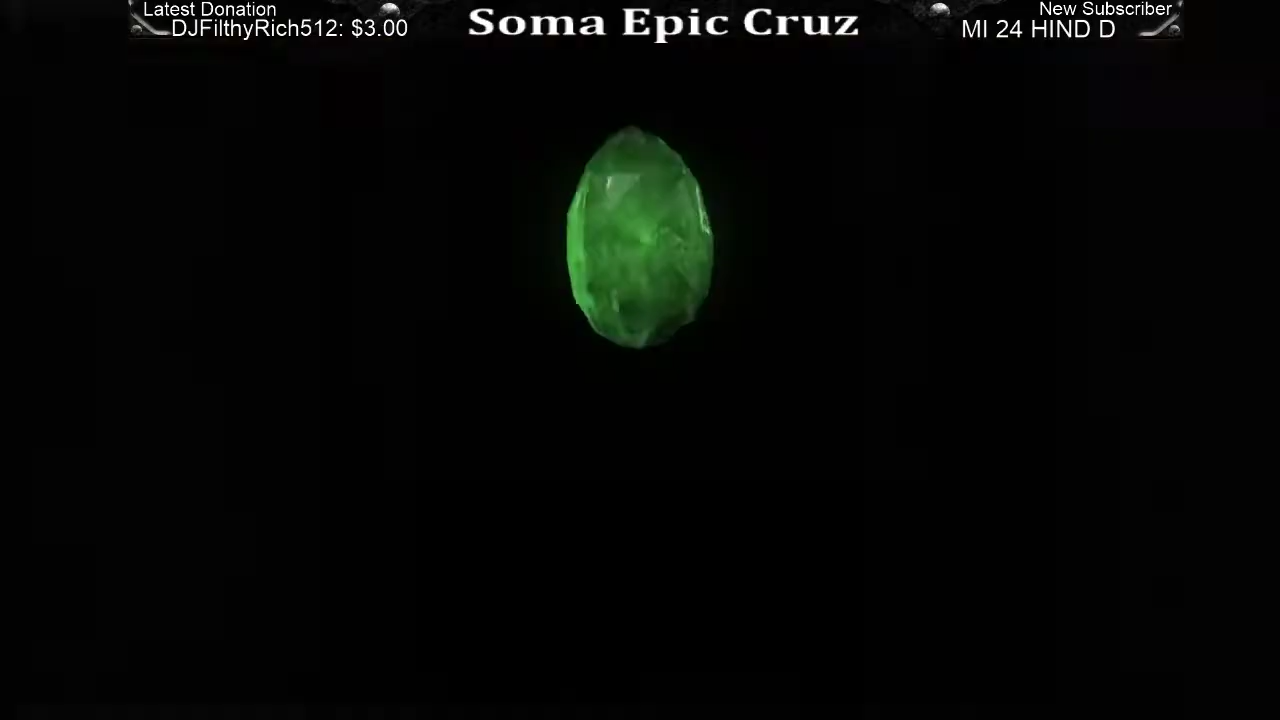 Latest Donation
DJFilthyRich512: $3.00
Soma Epic Cruz
New Subscriber
MI 24 HIND D